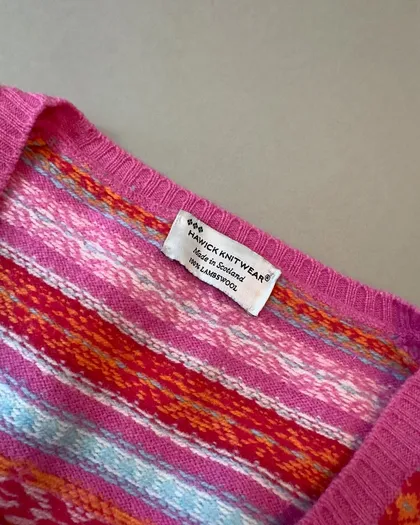 HAWICK KNITWEAR®
Made in Scotland
100% LAMBSWOOL